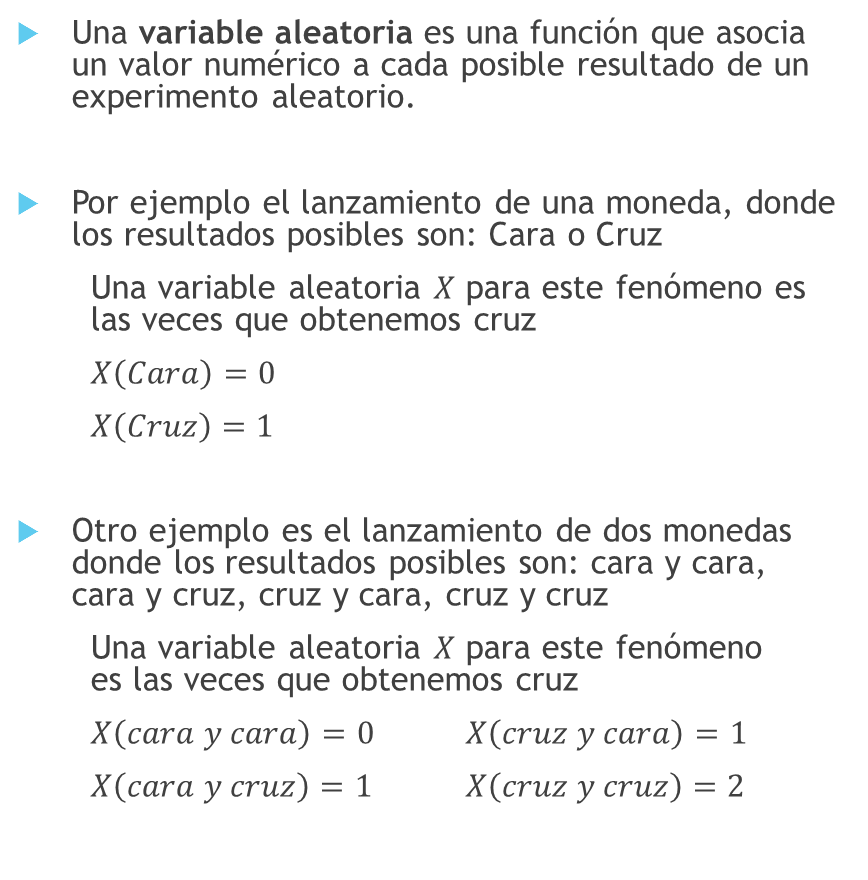 Una variable aleatoria es una función que asocia
un valor numérico a cada posible resultado de un
experimento aleatorio.
Por ejemplo el lanzamiento de una moneda, donde
los resultados posibles son: Cara o Cruz
Una variable aleatoria X para este fenómeno es
las veces que obtenemos cruz
X(Cara) = 0
X(Cruz) = 1
Otro ejemplo es el lanzamiento de dos monedas
donde los resultados posibles son: cara y cara,
cara y cruz, cruz y cara, cruz y cruz
Una variable aleatoria X para este fenómeno
es las veces que obtenemos cruz
X(cara y cara) = 0 X(cruz y cara) = 1
X(cara y cruz) = 1 X(cruz y cruz) = 2